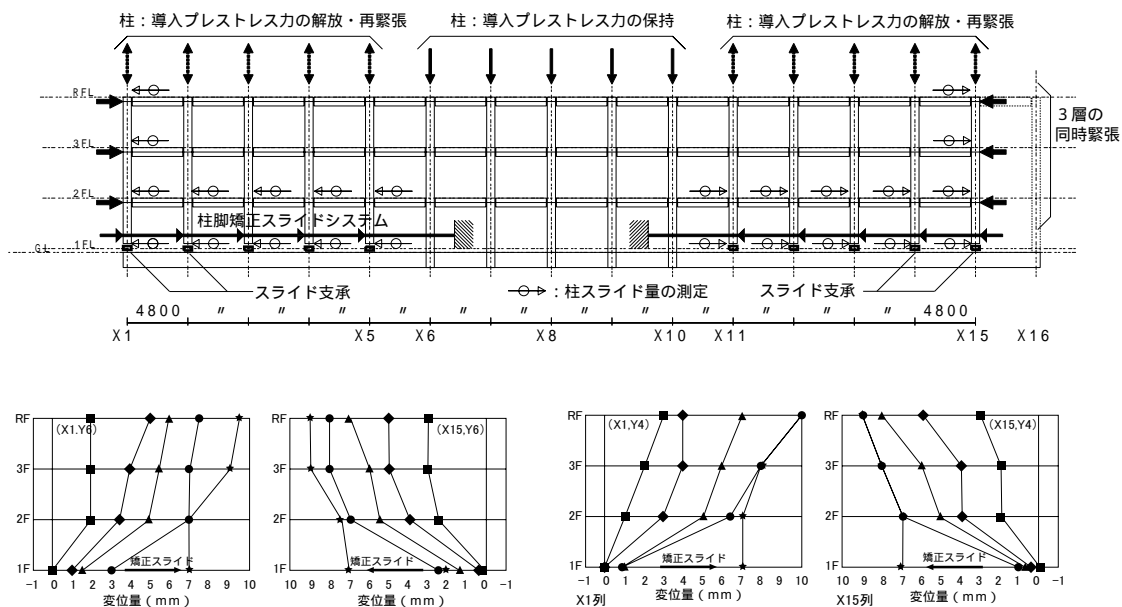 柱：導入プレストレス力の解放・再緊張　柱：導入プレストレス力の保持　柱：導入プレストレス力の解放・再緊張
RFL
3層の
同時緊張
3FL
2FL
柱脚矯正スライドシステム
1FL
GL
スライド支承　：柱スライド量の測定　スライド支承
4800 〃 〃 〃 〃 〃 〃 〃 〃 〃 〃 〃 〃 4800
X1 X5 X6 X8 X10 X11 X15 X16
RF (X1,Y6)
3F
2F
1F 矯正スライド
-1 0 1 2 3 4 5 6 7 8 9 10
変位量（mm）
RF (X15,Y6)
3F
2F
1F 矯正スライド
10 9 8 7 6 5 4 3 2 1 0 -1
変位量（mm）
RF (X1,Y4)
3F
2F
1F 矯正スライド
-1 0 1 2 3 4 5 6 7 8 9 10
X1列 変位量（mm）
RF (X15,Y4)
3F
2F
1F 矯正スライド
10 9 8 7 6 5 4 3 2 1 0 -1
X15列 変位量（mm）